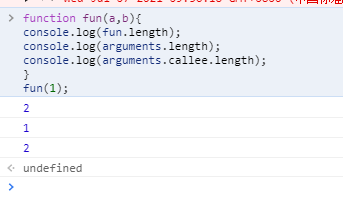 function fun(a,b){
console.log(fun.length);
console.log(arguments.length);
console.log(arguments.callee.length);
}
fun(1);
2
1
2
undefined